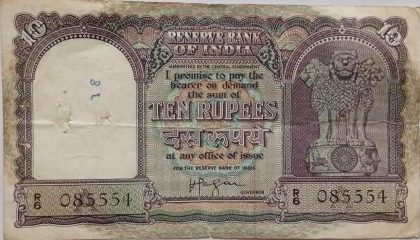 10 RESERVE BANK 10
OF INDIA
GUARANTEED BY THE CENTRAL GOVERNMENT
I promise to pay the
bearer on demand
the sum of
TEN RUPEES
दस रुपये
at any office of issue
FOR THE RESERVE BANK OF INDIA
GOVERNOR
R/6 085554
R/6 085554
18